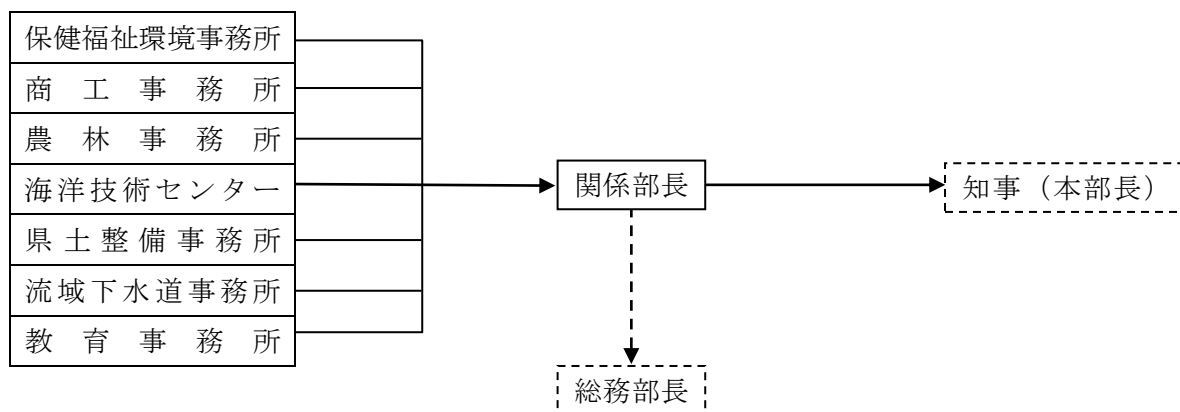 保健福祉環境事務所
商工事務所
農林事務所
海洋技術センター
県土整備事務所
流域下水道事務所
教育事務所
関係部長
知事（本部長）
総務部長